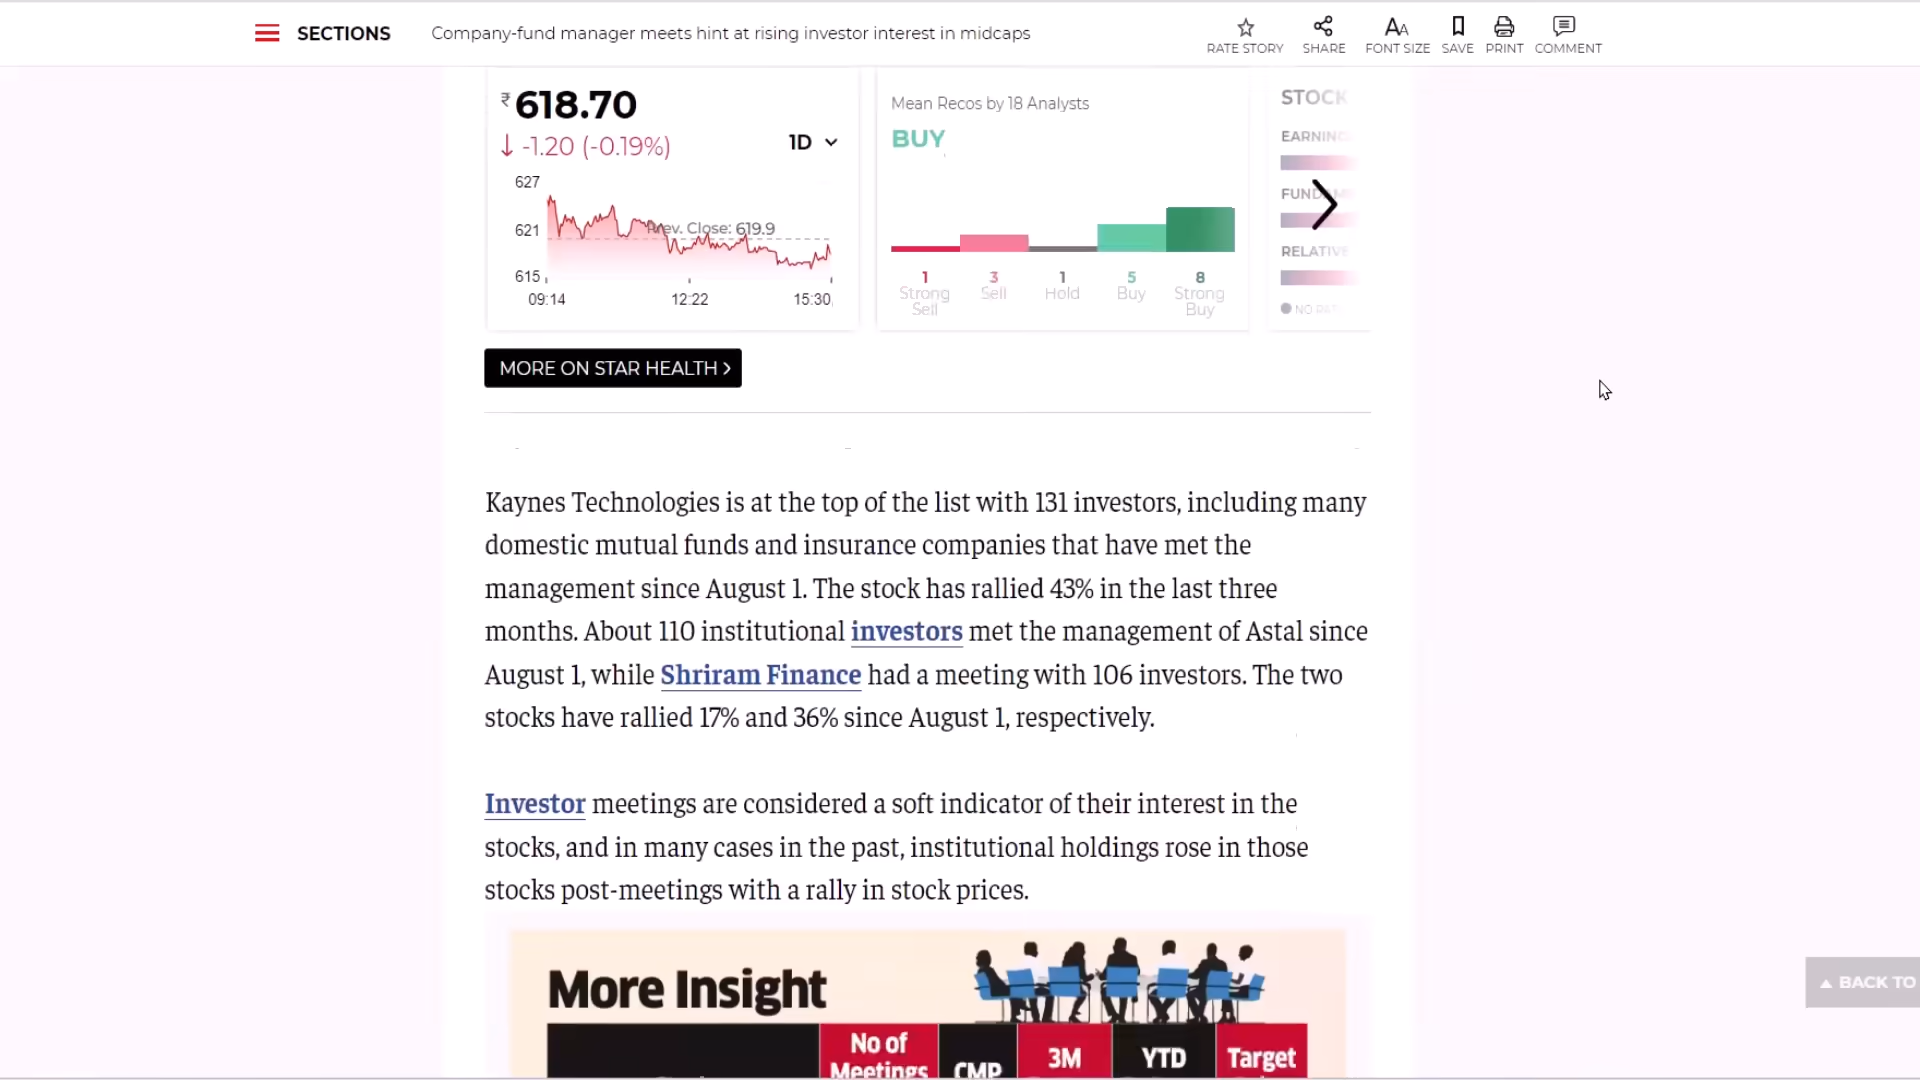 SECTIONS
Company-fund manager meets hint at rising investor interest in midcaps
RATE STORY
SHARE
FONT SIZE
SAVE
PRINT
COMMENT
₹618.70
-1.20 (-0.19%)
1D
627
621
615
Prev. Close: 619.9
09:14
12:22
15:30
Mean Recos by 18 Analysts
BUY
1
Strong
Sell
3
Sell
1
Hold
5
Buy
8
Strong
Buy
STOCK
EARNING
FUND
RELATIVE
NO RA
MORE ON STAR HEALTH >
Kaynes Technologies is at the top of the list with 131 investors, including many
domestic mutual funds and insurance companies that have met the
management since August 1. The stock has rallied 43% in the last three
months. About 110 institutional investors met the management of Astal since
August 1, while Shriram Finance had a meeting with 106 investors. The two
stocks have rallied 17% and 36% since August 1, respectively.
Investor meetings are considered a soft indicator of their interest in the
stocks, and in many cases in the past, institutional holdings rose in those
stocks post-meetings with a rally in stock prices.
BACK TO
More Insight
No of
Meetings
CMP
3M
YTD
Target